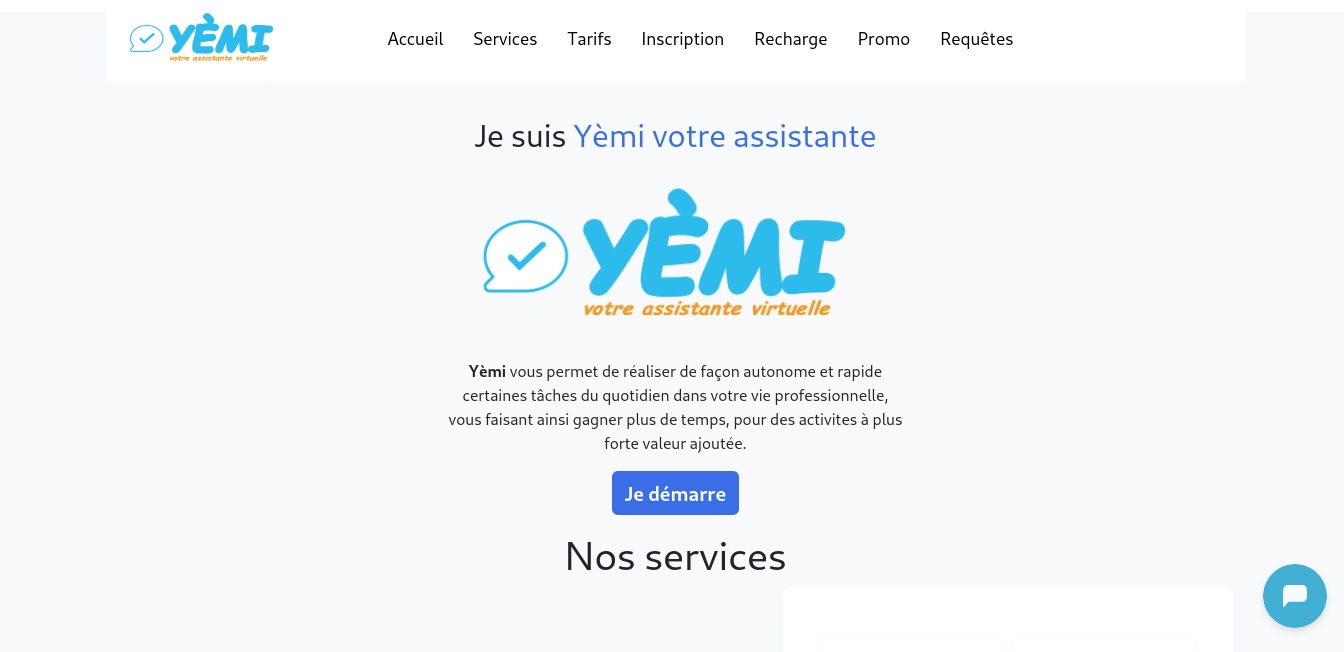 YÈMI
votre assistante virtuelle
Accueil Services Tarifs Inscription Recharge Promo Requêtes
Je suis Yèmi votre assistante
YÈMI
votre assistante virtuelle
Yèmi vous permet de réaliser de façon autonome et rapide
certaines tâches du quotidien dans votre vie professionnelle,
vous faisant ainsi gagner plus de temps, pour des activites à plus
forte valeur ajoutée.
Je démarre
Nos services